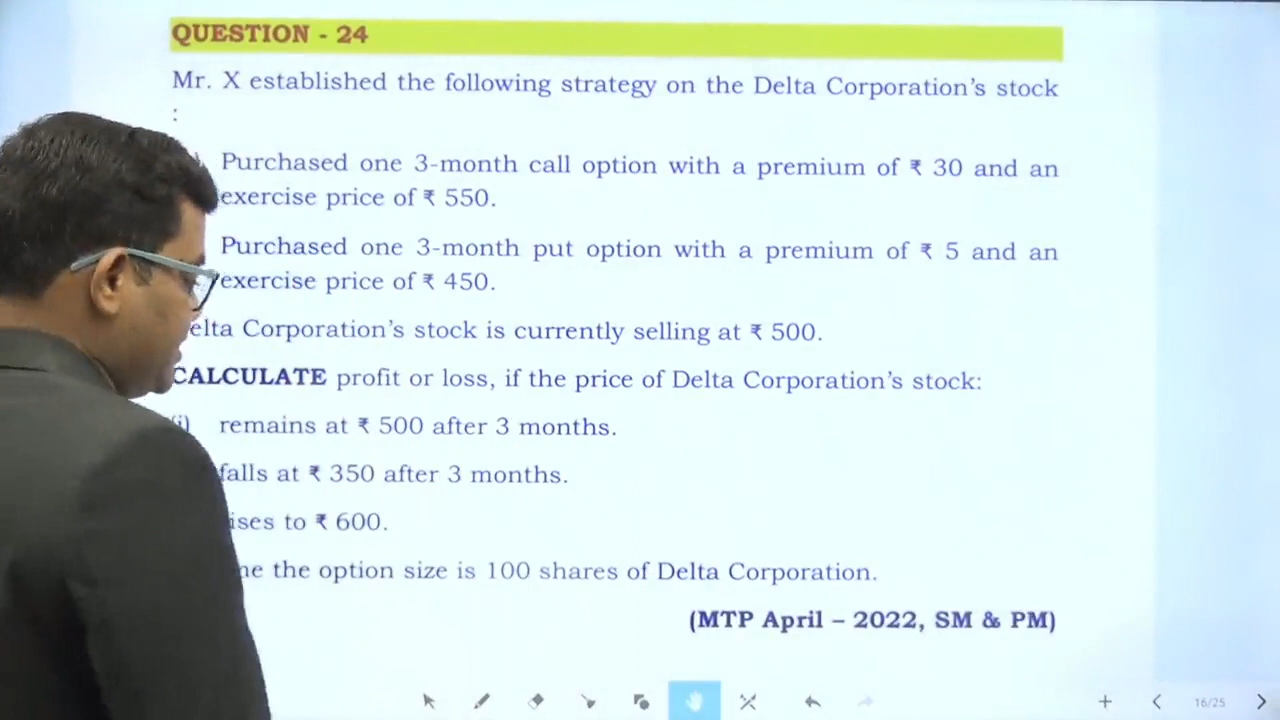 QUESTION - 24
Mr. X established the following strategy on the Delta Corporation's stock
:
Purchased one 3-month call option with a premium of ₹ 30 and an
exercise price of ₹ 550.
Purchased one 3-month put option with a premium of ₹ 5 and an
exercise price of ₹ 450.
elta Corporation's stock is currently selling at ₹ 500.
CALCULATE profit or loss, if the price of Delta Corporation's stock:
(i) remains at ₹ 500 after 3 months.
falls at ₹ 350 after 3 months.
ises to ₹ 600.
the option size is 100 shares of Delta Corporation.
(MTP April – 2022, SM & PM)
16/25